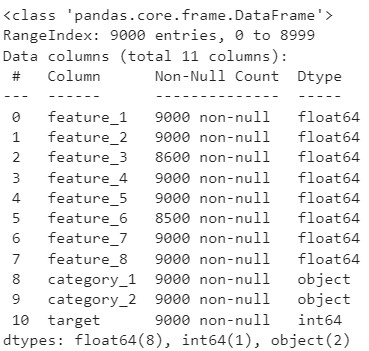 <class 'pandas.core.frame.DataFrame'>
RangeIndex: 9000 entries, 0 to 8999
Data columns (total 11 columns):
 #   Column      Non-Null Count  Dtype
---  ------      --------------  -----
 0   feature_1   9000 non-null   float64
 1   feature_2   9000 non-null   float64
 2   feature_3   8600 non-null   float64
 3   feature_4   9000 non-null   float64
 4   feature_5   9000 non-null   float64
 5   feature_6   8500 non-null   float64
 6   feature_7   9000 non-null   float64
 7   feature_8   9000 non-null   float64
 8   category_1  9000 non-null   object
 9   category_2  9000 non-null   object
 10  target      9000 non-null   int64
dtypes: float64(8), int64(1), object(2)